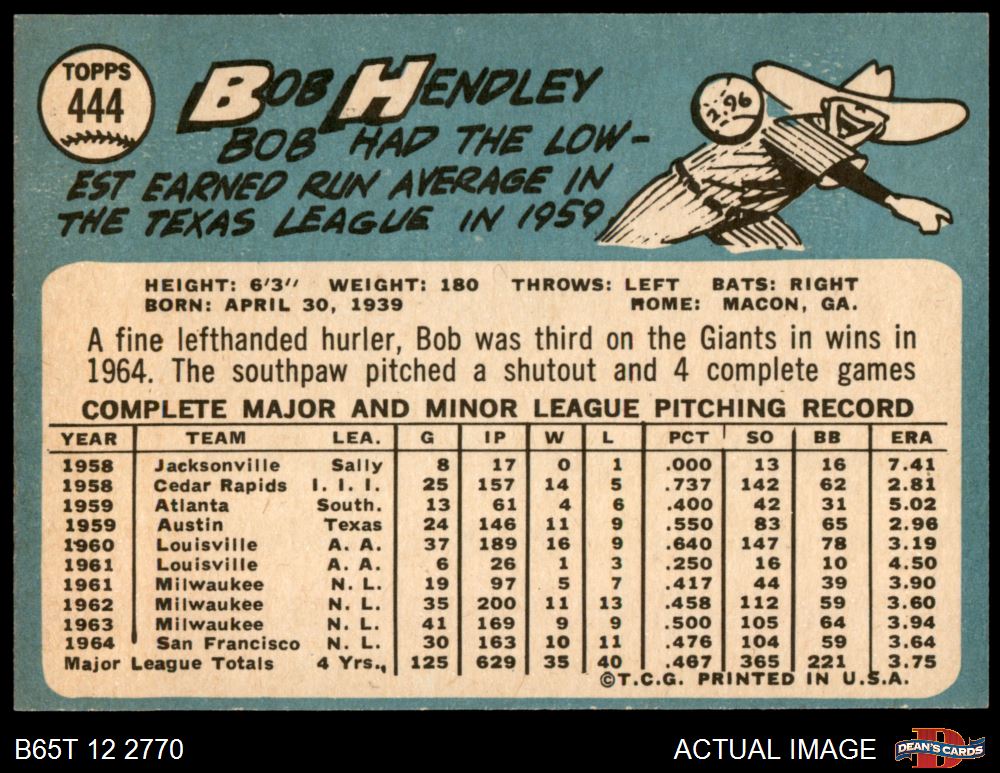 TOPPS
444
BOB HENDLEY
2.96
BOB HAD THE LOW-
EST EARNED RUN AVERAGE IN
THE TEXAS LEAGUE IN 1959
HEIGHT: 6'3" WEIGHT: 180 THROWS: LEFT BATS: RIGHT
BORN: APRIL 30, 1939 HOME: MACON, GA.
A fine lefthanded hurler, Bob was third on the Giants in wins in
1964. The southpaw pitched a shutout and 4 complete games
COMPLETE MAJOR AND MINOR LEAGUE PITCHING RECORD
YEAR TEAM LEA. G IP W L PCT SO BB ERA
1958 Jacksonville Sally 8 17 0 1 .000 13 16 7.41
1958 Cedar Rapids I. I. I. 25 157 14 5 .737 142 62 2.81
1959 Atlanta South. 13 61 4 6 .400 42 31 5.02
1959 Austin Texas 24 146 11 9 .550 83 65 2.96
1960 Louisville A. A. 37 189 16 9 .640 147 78 3.19
1961 Louisville A. A. 6 26 1 3 .250 16 10 4.50
1961 Milwaukee N. L. 19 97 5 7 .417 44 39 3.90
1962 Milwaukee N. L. 35 200 11 13 .458 112 59 3.60
1963 Milwaukee N. L. 41 169 9 9 .500 105 64 3.94
1964 San Francisco N. L. 30 163 10 11 .476 104 59 3.64
Major League Totals 4 Yrs., 125 629 35 40 .467 365 221 3.75
©T.C.G. PRINTED IN U.S.A.
B65T 12 2770 ACTUAL IMAGE
D
DEAN'S CARDS